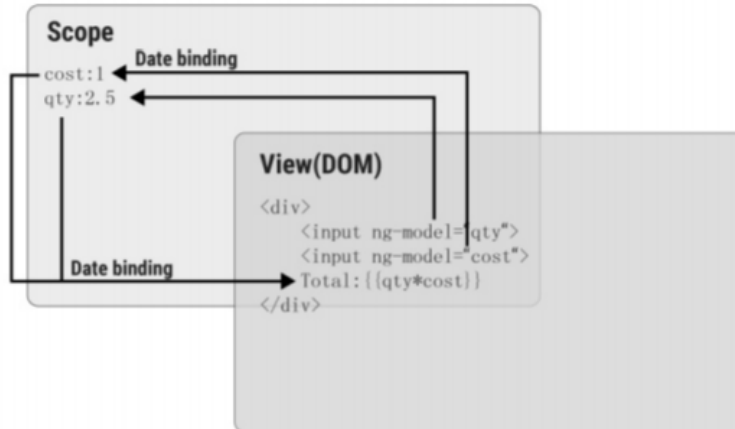 Scope
Date binding
cost:1
qty:2.5
View(DOM)
<div>
<input ng-model="qty">
<input ng-model="cost">
Date binding
Total:{{qty*cost}}
</div>